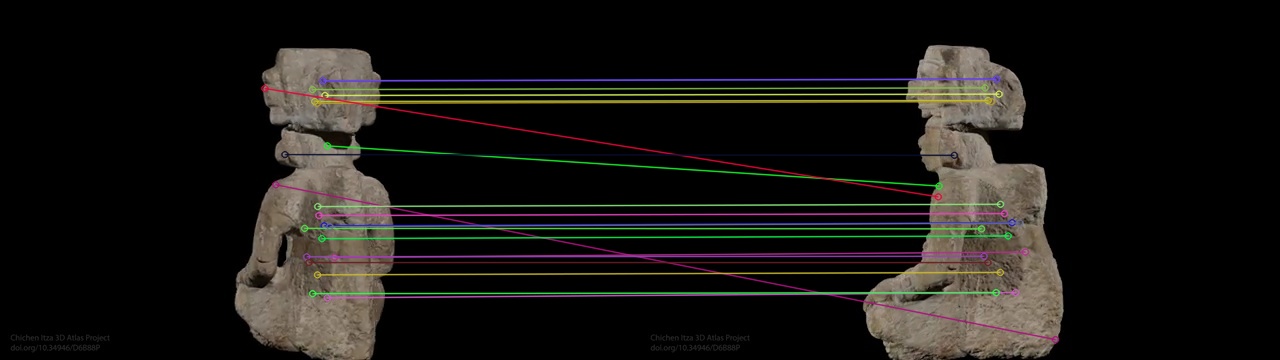 Chichen Itza 3D Atlas Project
doi.org/10.34946/D6B88P
Chichen Itza 3D Atlas Project
doi.org/10.34946/D6B88P